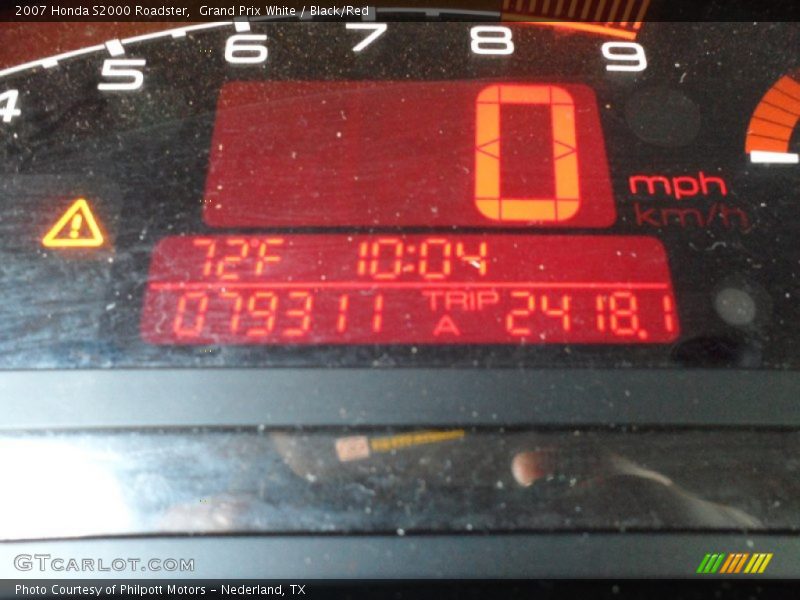 2007 Honda S2000 Roadster,  Grand Prix White / Black/Red
4 5 6 7 8 9
0
mph
km/h
72°F 10:04
079311 TRIP A 2418.1
GTCARLOT.COM
Photo Courtesy of Philpott Motors - Nederland, TX